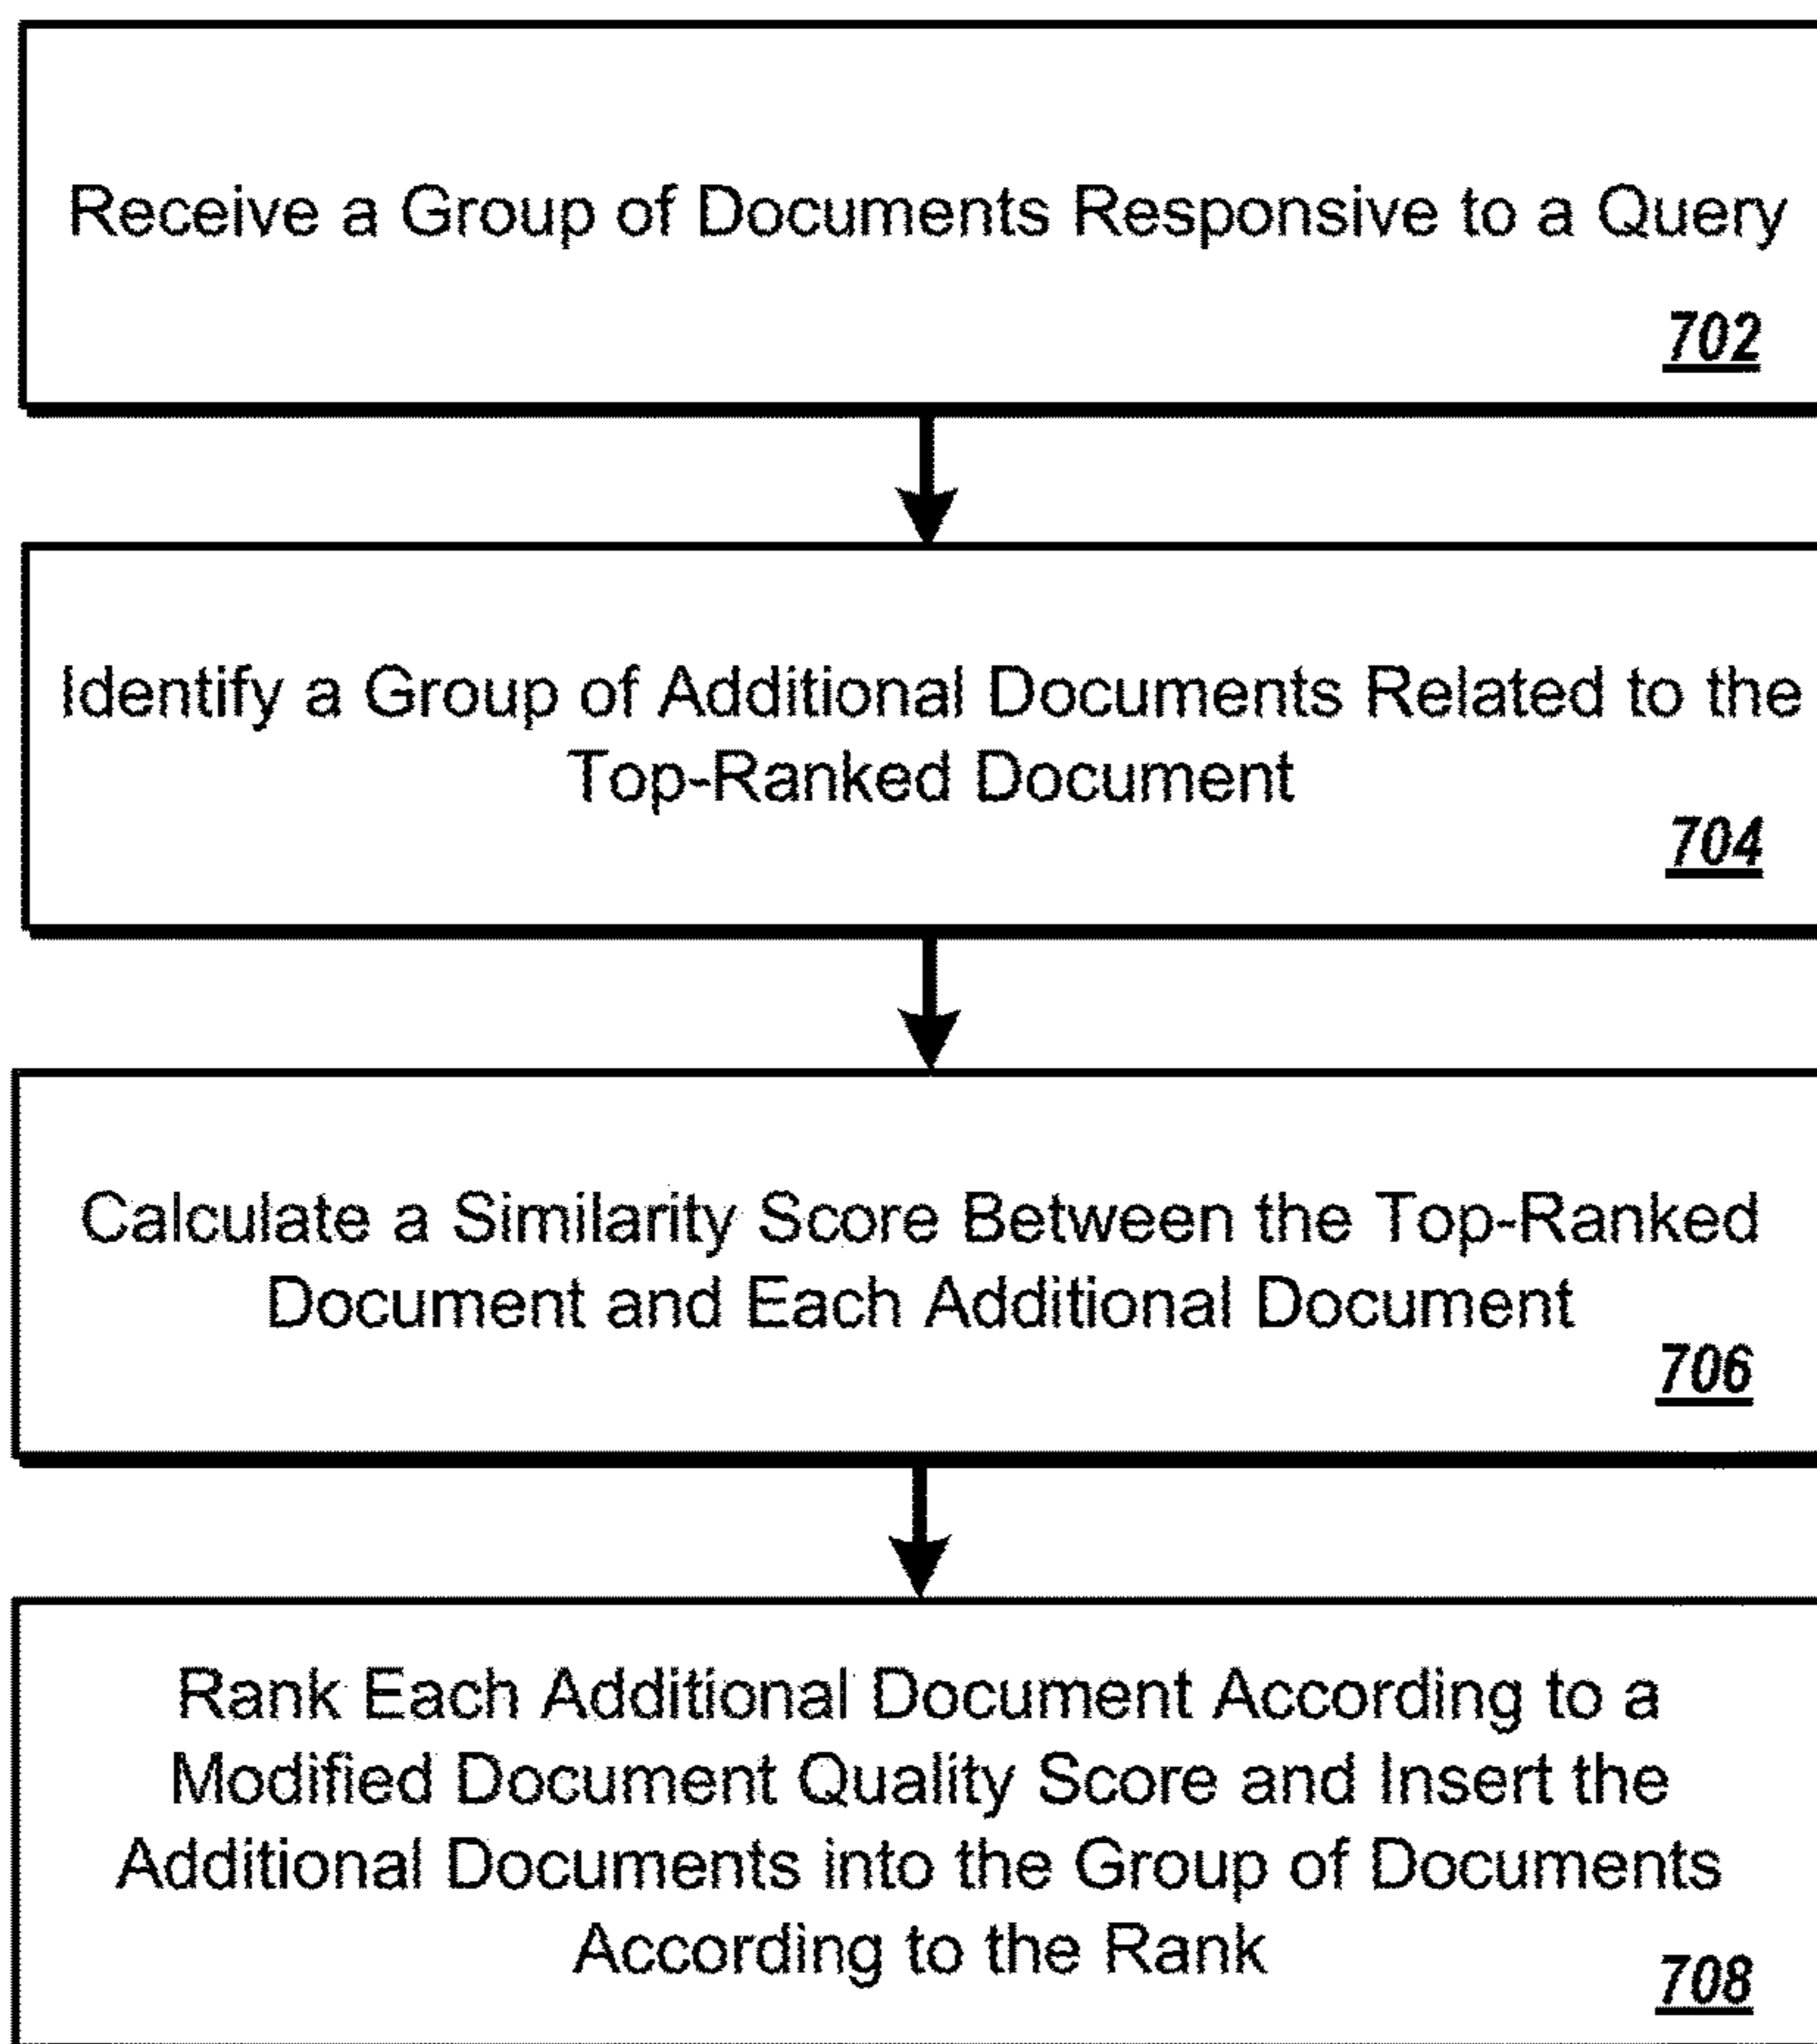 Receive a Group of Documents Responsive to a Query
702
Identify a Group of Additional Documents Related to the
Top-Ranked Document
704
Calculate a Similarity Score Between the Top-Ranked
Document and Each Additional Document
706
Rank Each Additional Document According to a
Modified Document Quality Score and Insert the
Additional Documents into the Group of Documents
According to the Rank
708